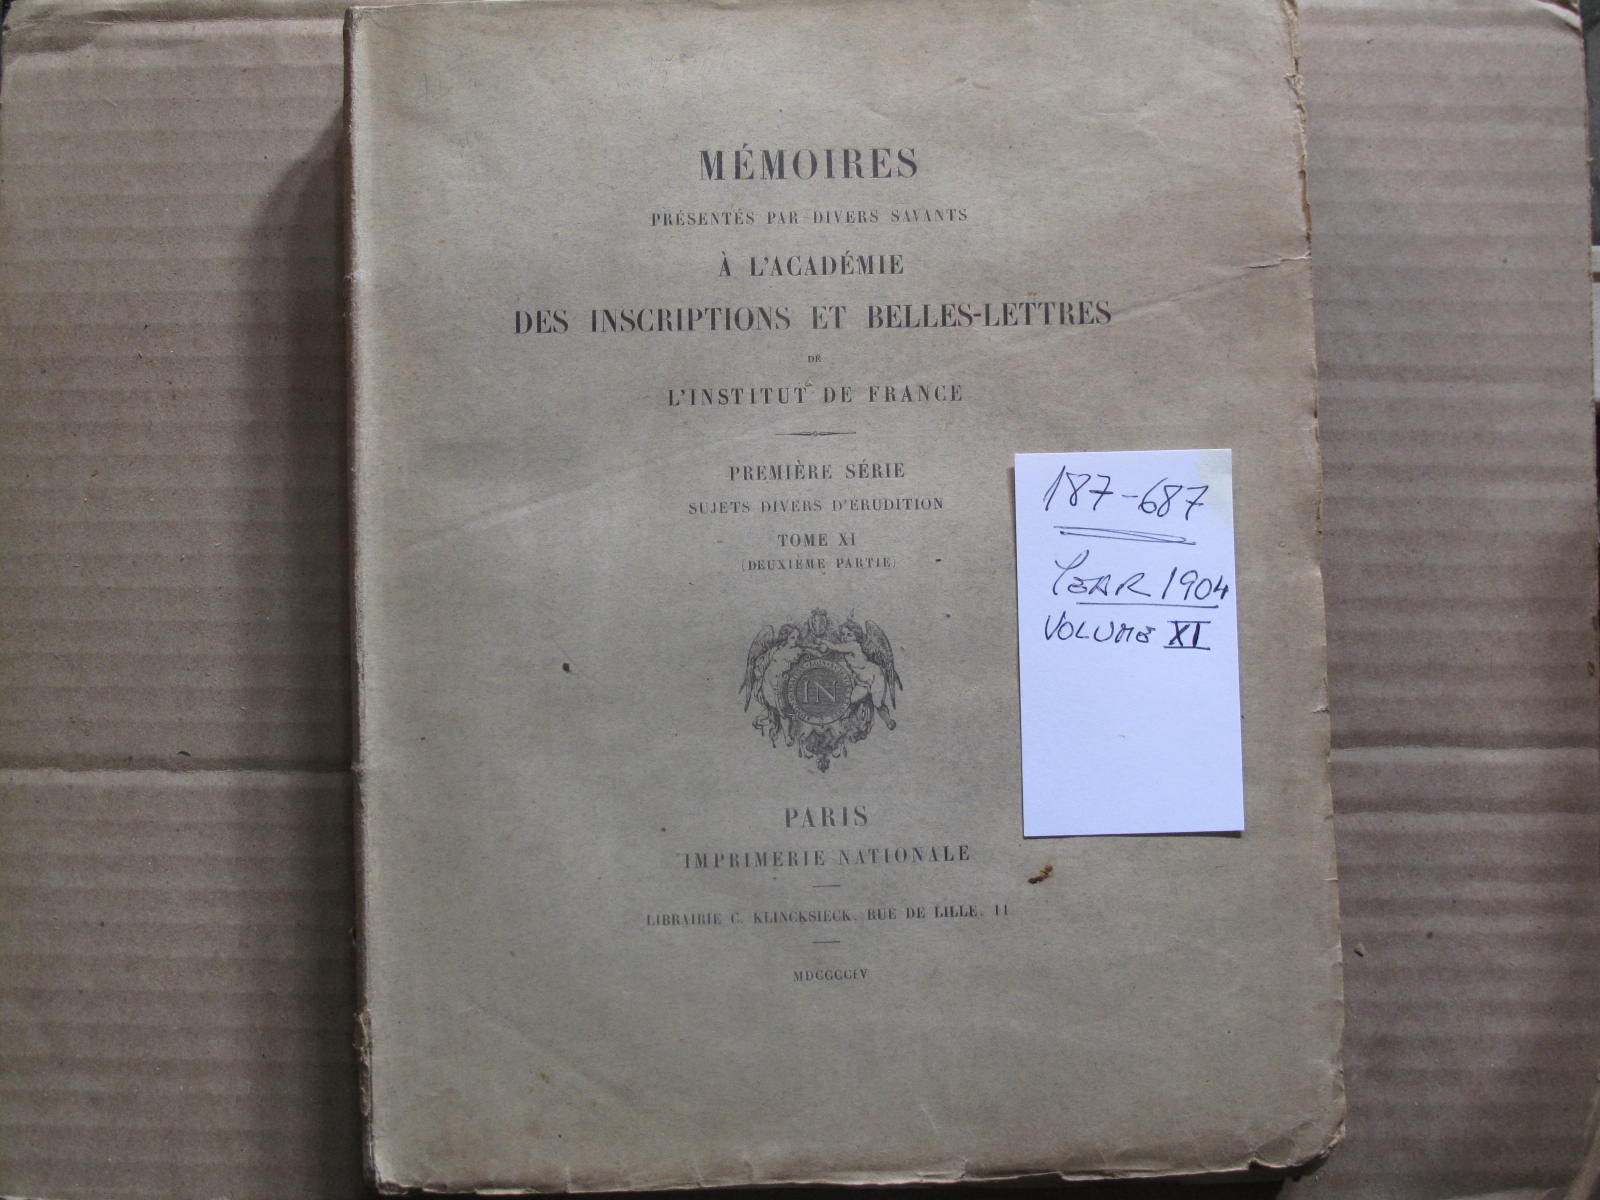 MÉMOIRES
PRÉSENTÉS PAR DIVERS SAVANTS
À L'ACADÉMIE
DES INSCRIPTIONS ET BELLES-LETTRES
DE
L'INSTITUT DE FRANCE
PREMIÈRE SÉRIE
SUJETS DIVERS D'ÉRUDITION
TOME XI
(DEUXIÈME PARTIE)
IN
PARIS
IMPRIMERIE NATIONALE
LIBRAIRIE C. KLINCKSIECK, RUE DE LILLE, 11
MDCCCCIV
187-687
YEAR 1904
VOLUME XI